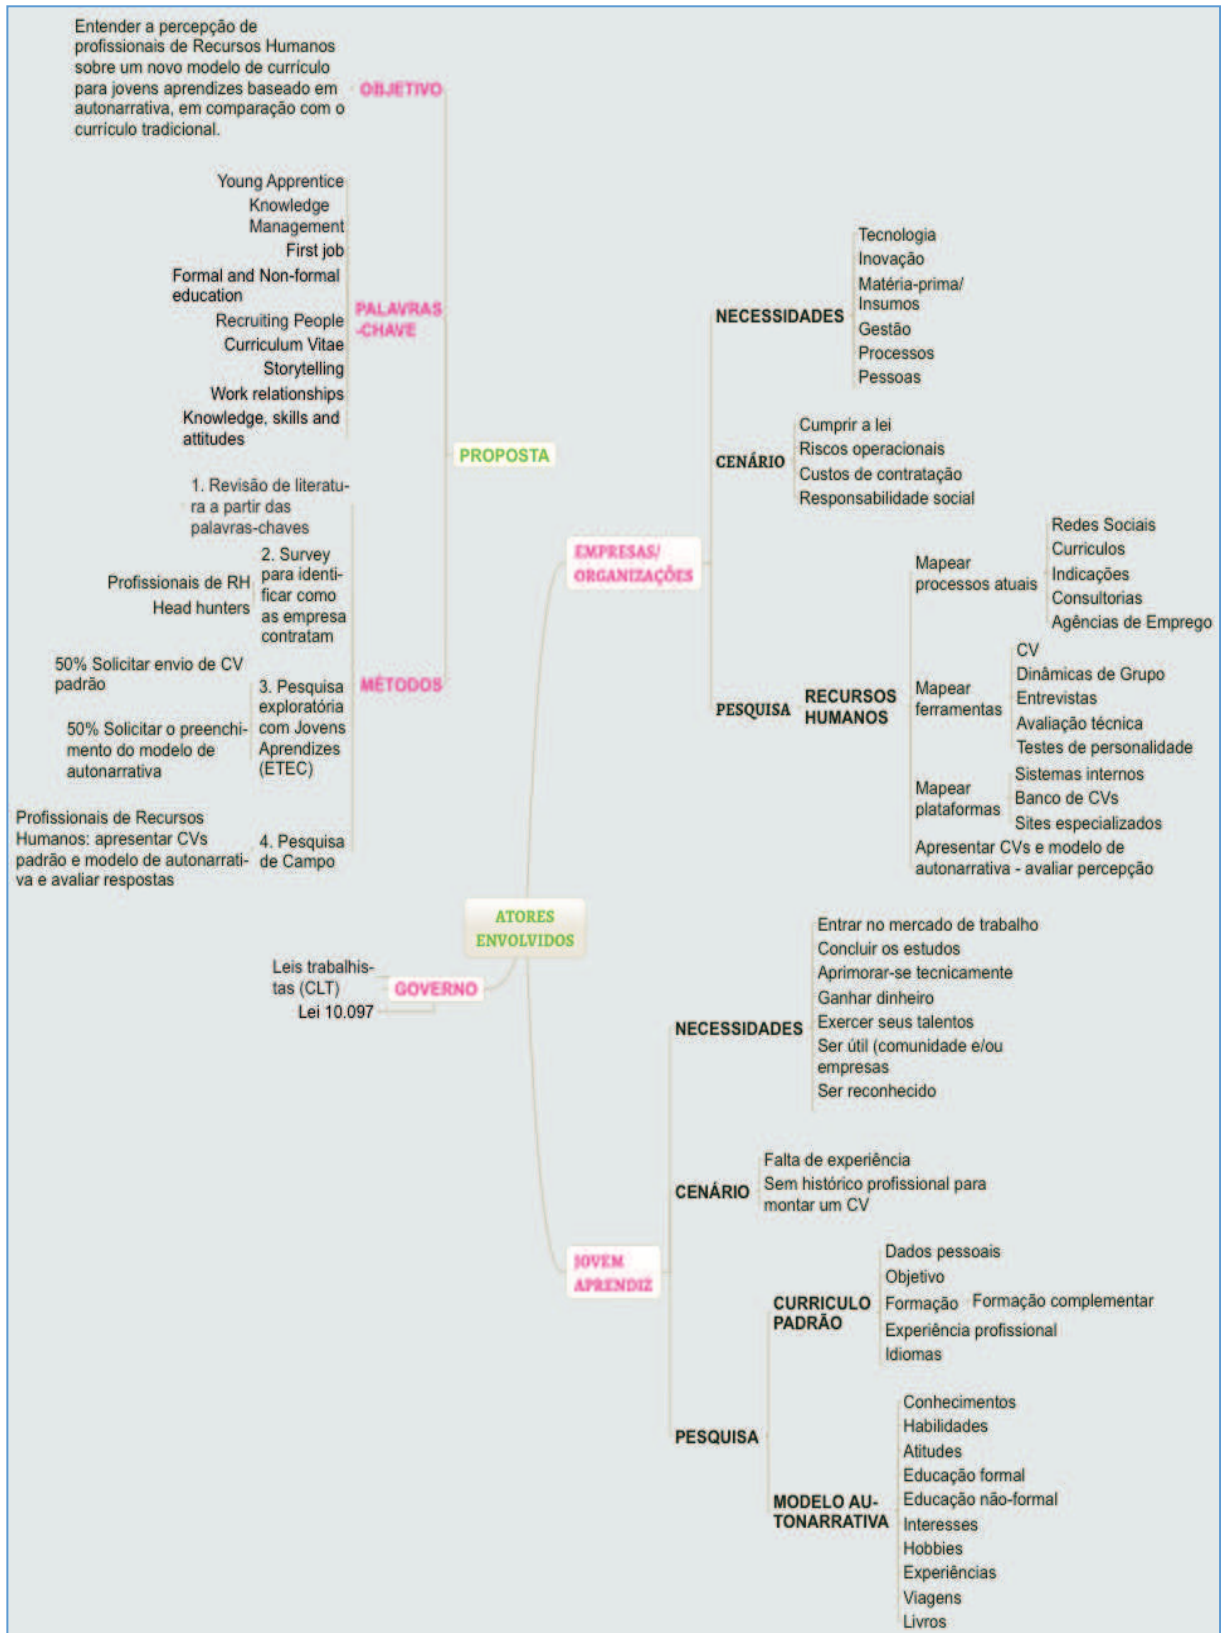 Entender a percepção de
profissionais de Recursos Humanos
sobre um novo modelo de currículo
para jovens aprendizes baseado em
autonarrativa, em comparação com o
currículo tradicional.
OBJETIVO
Young Apprentice
Knowledge
Management
First job
Formal and Non-formal
education
Recruiting People
Curriculum Vitae
Storytelling
Work relationships
Knowledge, skills and
attitudes
PALAVRAS
-CHAVE
PROPOSTA
1. Revisão de literatu-
ra a partir das
palavras-chaves
2. Survey
para identi-
ficar como
as empresa
contratam
Profissionais de RH
Head hunters
50% Solicitar envio de CV
padrão
50% Solicitar o preenchi-
mento do modelo de
autonarrativa
3. Pesquisa
exploratória
com Jovens
Aprendizes
(ETEC)
MÉTODOS
Profissionais de Recursos
Humanos: apresentar CVs
padrão e modelo de autonarrati-
va e avaliar respostas
4. Pesquisa
de Campo
ATORES
ENVOLVIDOS
Leis trabalhis-
tas (CLT)
Lei 10.097
GOVERNO
EMPRESAS/
ORGANIZAÇÕES
NECESSIDADES
Tecnologia
Inovação
Matéria-prima/
Insumos
Gestão
Processos
Pessoas
CENÁRIO
Cumprir a lei
Riscos operacionais
Custos de contratação
Responsabilidade social
PESQUISA
RECURSOS
HUMANOS
Mapear
processos atuais
Redes Sociais
Curriculos
Indicações
Consultorias
Agências de Emprego
Mapear
ferramentas
CV
Dinâmicas de Grupo
Entrevistas
Avaliação técnica
Testes de personalidade
Mapear
plataformas
Sistemas internos
Banco de CVs
Sites especializados
Apresentar CVs e modelo de
autonarrativa - avaliar percepção
JOVEM
APRENDIZ
NECESSIDADES
Entrar no mercado de trabalho
Concluir os estudos
Aprimorar-se tecnicamente
Ganhar dinheiro
Exercer seus talentos
Ser útil (comunidade e/ou
empresas
Ser reconhecido
CENÁRIO
Falta de experiência
Sem histórico profissional para
montar um CV
PESQUISA
CURRICULO
PADRÃO
Dados pessoais
Objetivo
Formação
Formação complementar
Experiência profissional
Idiomas
MODELO AU-
TONARRATIVA
Conhecimentos
Habilidades
Atitudes
Educação formal
Educação não-formal
Interesses
Hobbies
Experiências
Viagens
Livros